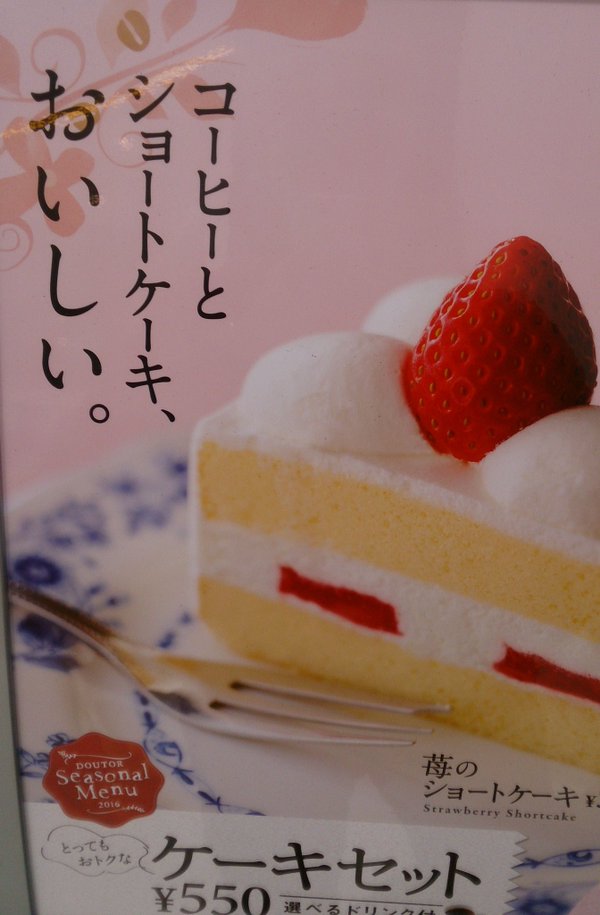 コーヒーと
ショートケーキ、
おいしい。
苺の
ショートケーキ ¥
Strawberry Shortcake
DOUTOR
Seasonal
Menu
2016
とっても
おトクな
ケーキセット
¥550
選べるドリンク付